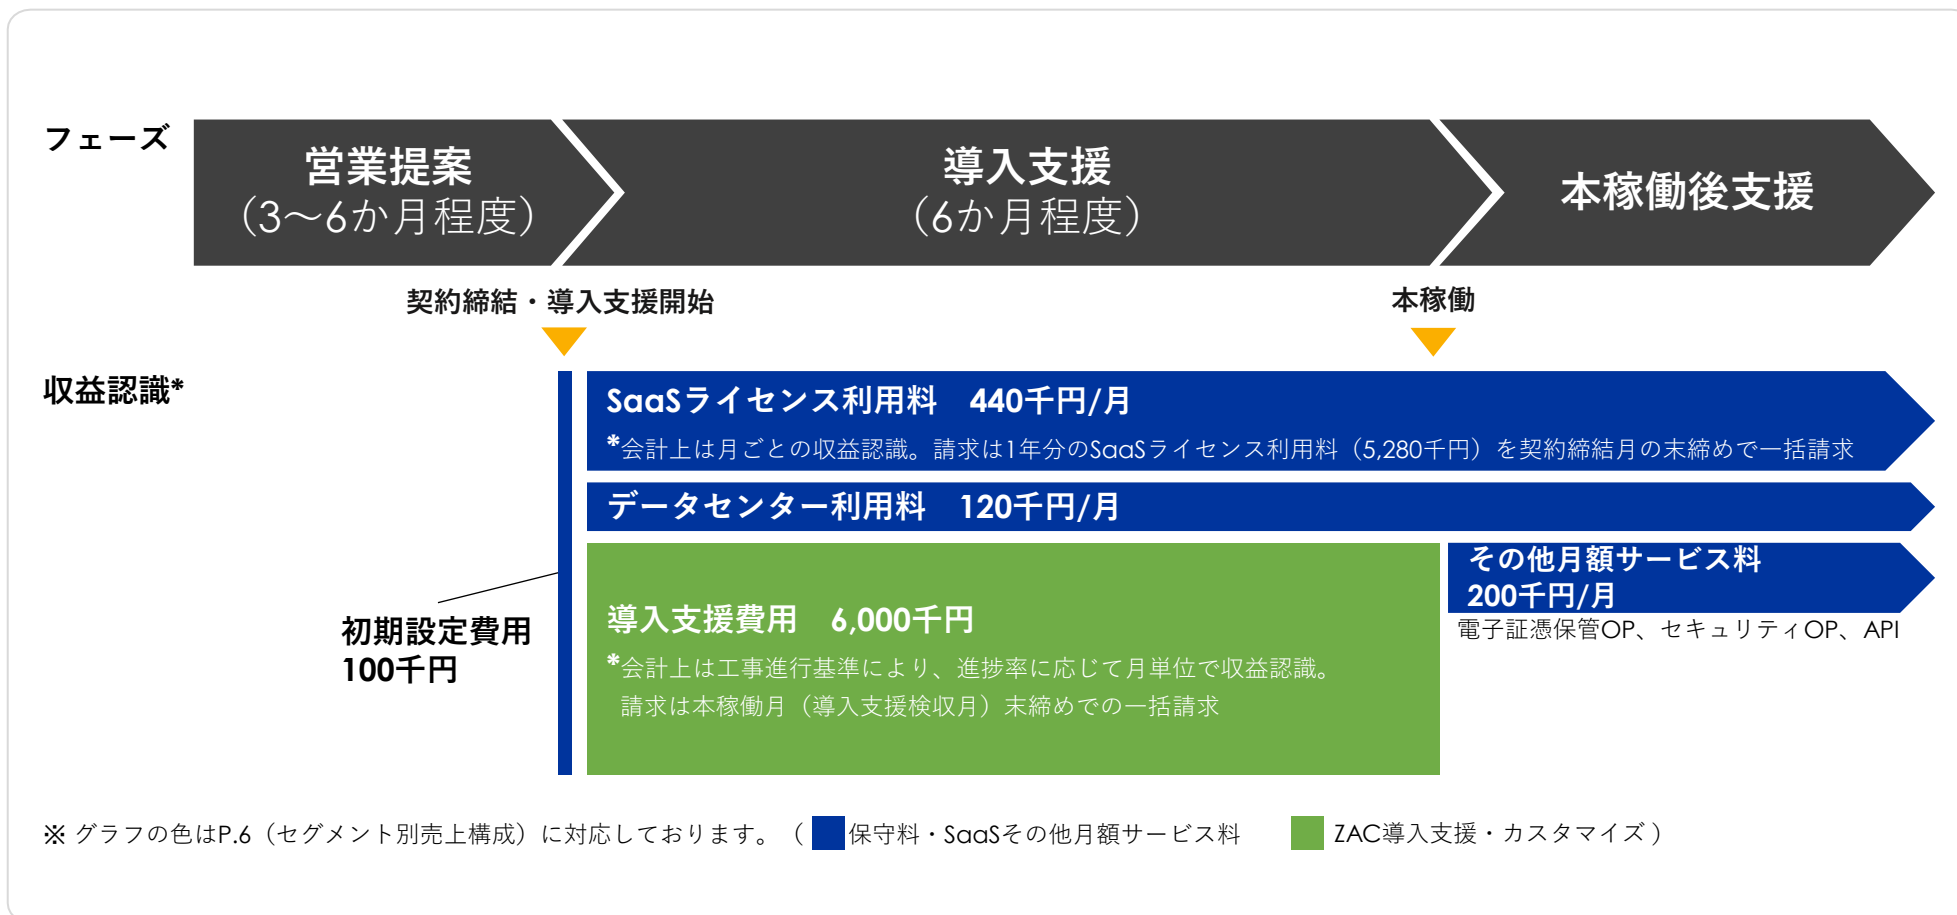 フェーズ
営業提案
（3～6か月程度）
導入支援
（6か月程度）
本稼働後支援
契約締結・導入支援開始
本稼働
収益認識*
SaaSライセンス利用料　440千円/月
*会計上は月ごとの収益認識。請求は1年分のSaaSライセンス利用料（5,280千円）を契約締結月の末締めで一括請求
データセンター利用料　120千円/月
初期設定費用
100千円
導入支援費用　6,000千円
*会計上は工事進行基準により、進捗率に応じて月単位で収益認識。
請求は本稼働月（導入支援検収月）末締めでの一括請求
その他月額サービス料
200千円/月
電子証憑保管OP、セキュリティOP、API
※ グラフの色はP.6（セグメント別売上構成）に対応しております。（ 保守料・SaaSその他月額サービス料　ZAC導入支援・カスタマイズ ）